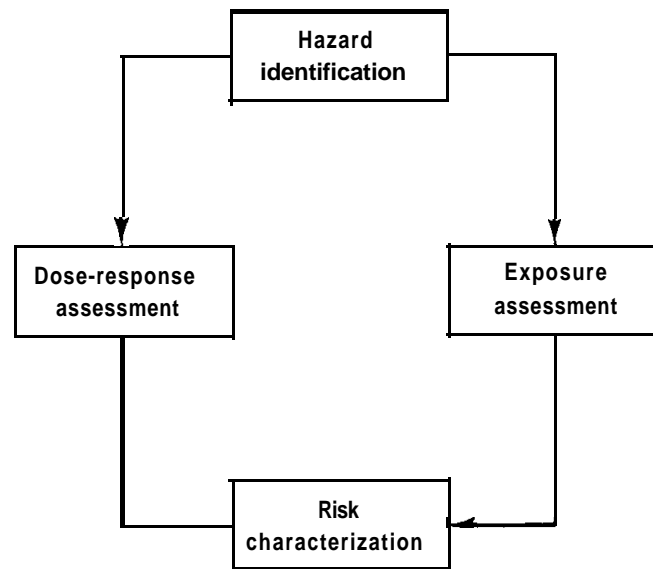 Hazard
identification
Dose-response
assessment
Exposure
assessment
Risk
characterization